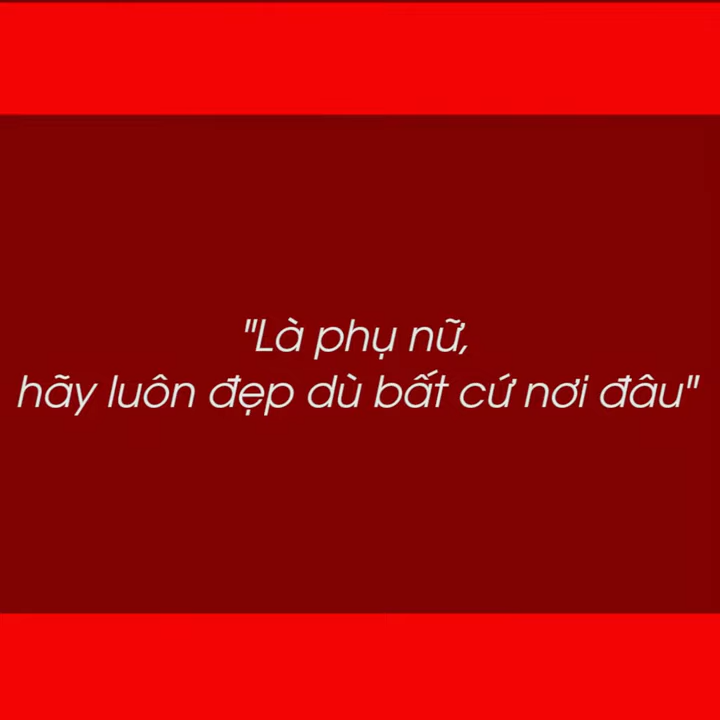 "Là phụ nữ,
hãy luôn đẹp dù bất cứ nơi đâu"